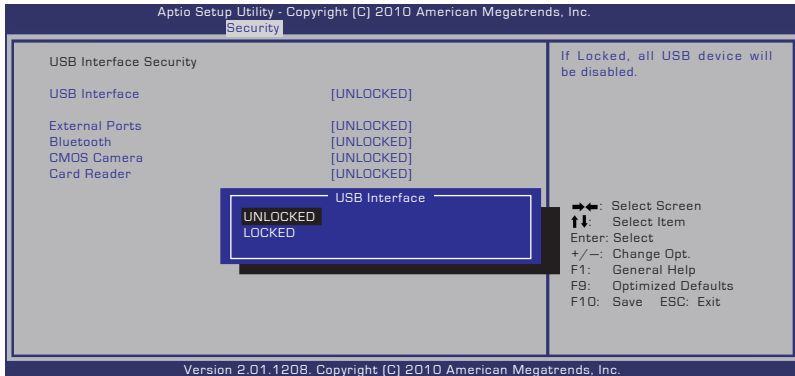 Aptio Setup Utility - Copyright (C) 2010 American Megatrends, Inc.
Security
USB Interface Security
USB Interface [UNLOCKED]
External Ports [UNLOCKED]
Bluetooth [UNLOCKED]
CMOS Camera [UNLOCKED]
Card Reader [UNLOCKED]
USB Interface
UNLOCKED
LOCKED
If Locked, all USB device will
be disabled.
→←: Select Screen
↑↓: Select Item
Enter: Select
+/—: Change Opt.
F1: General Help
F9: Optimized Defaults
F10: Save ESC: Exit
Version 2.01.1208. Copyright (C) 2010 American Megatrends, Inc.